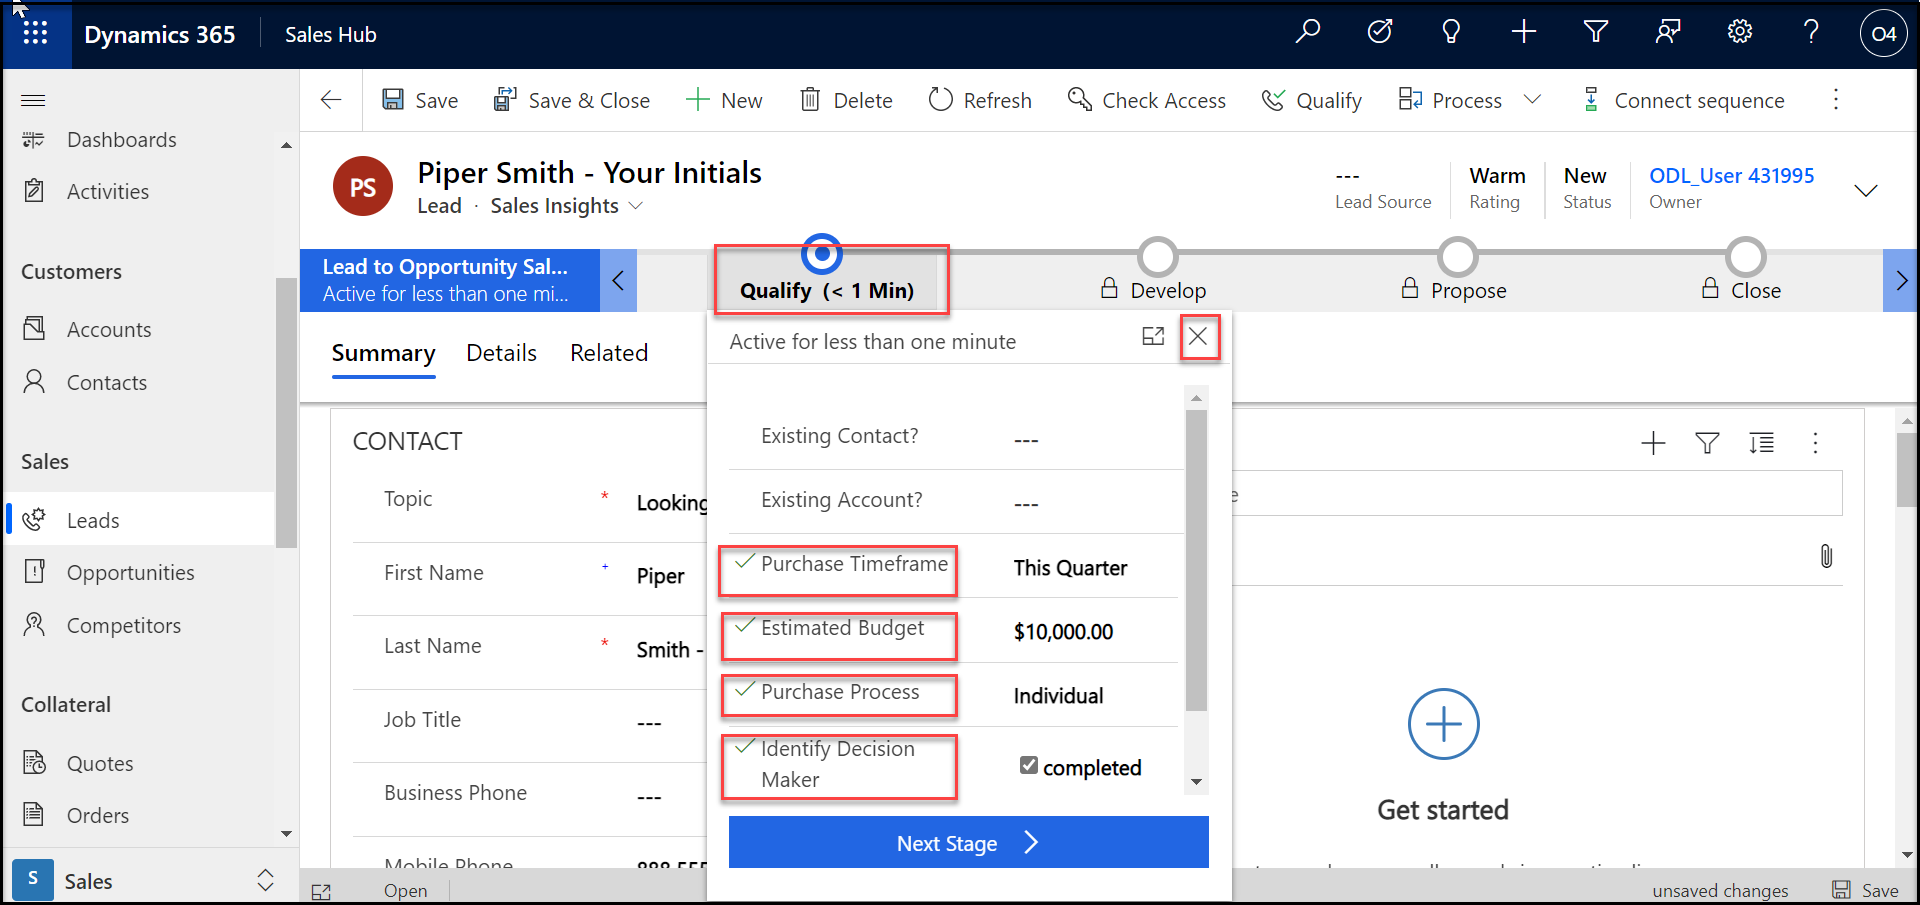 Dynamics 365
Sales Hub
O4
Save
Save & Close
New
Delete
Refresh
Check Access
Qualify
Process
Connect sequence
Dashboards
Activities
Customers
Accounts
Contacts
Sales
Leads
Opportunities
Competitors
Collateral
Quotes
Orders
S
Sales
PS
Piper Smith - Your Initials
Lead · Sales Insights
---
Lead Source
Warm
Rating
New
Status
ODL_User 431995
Owner
Lead to Opportunity Sal...
Active for less than one mi...
Qualify (< 1 Min)
Develop
Propose
Close
Summary
Details
Related
Active for less than one minute
Existing Contact?
---
Existing Account?
---
Purchase Timeframe
This Quarter
Estimated Budget
$10,000.00
Purchase Process
Individual
Identify Decision
Maker
completed
Next Stage
CONTACT
Topic
*
Looking
First Name
+
Piper
Last Name
*
Smith -
Job Title
---
Business Phone
---
Mobile Phone
888-555
Get started
Open
unsaved changes
Save